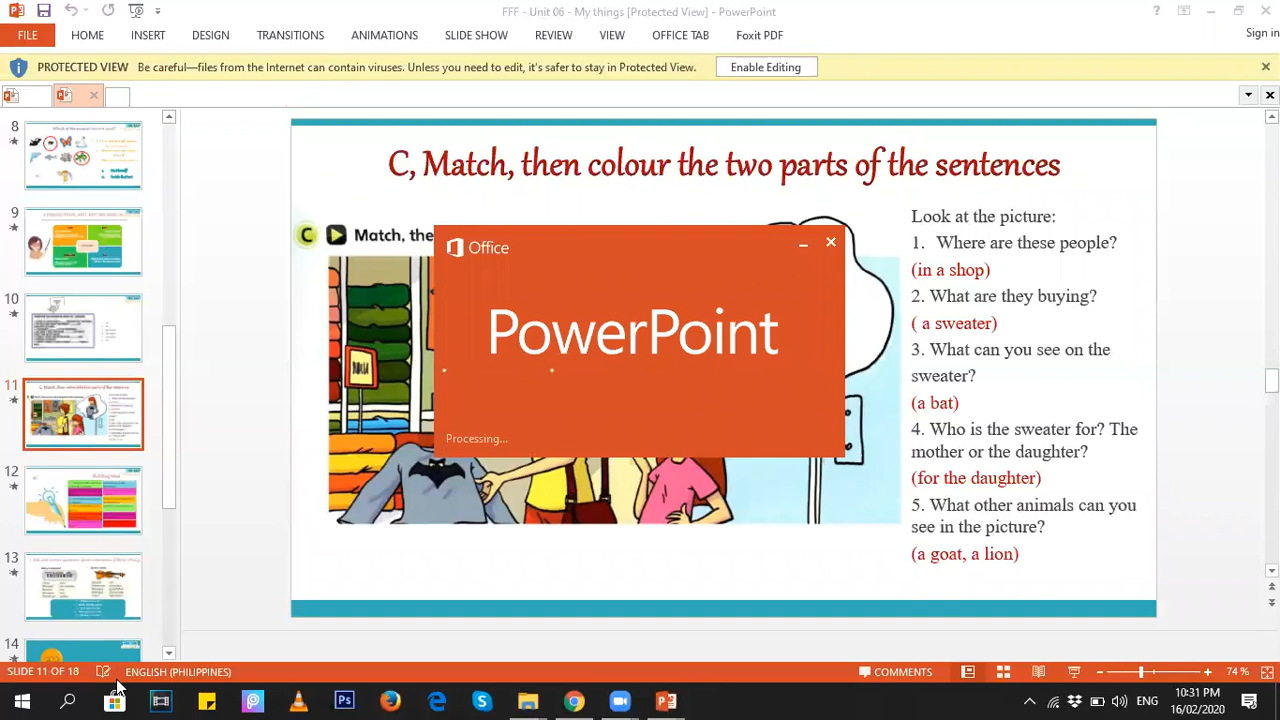 FFF - Unit 06 - My things [Protected View] - PowerPoint
FILE HOME INSERT DESIGN TRANSITIONS ANIMATIONS SLIDE SHOW REVIEW VIEW OFFICE TAB Foxit PDF Sign in
PROTECTED VIEW Be careful—files from the Internet can contain viruses. Unless you need to edit, it's safer to stay in Protected View. Enable Editing
8
9
10
11
12
13
14
C, Match, then colour the two parts of the sentences
C Match, the
Office
PowerPoint
Processing...
Look at the picture:
1. Where are these people?
(in a shop)
2. What are they buying?
( a sweater)
3. What can you see on the
sweater?
(a bat)
4. Who is the sweater for? The
mother or the daughter?
(for the daughter)
5. What other animals can you
see in the picture?
(a goat, a lion)
SLIDE 11 OF 18 ENGLISH (PHILIPPINES) COMMENTS 74 %
ENG 10:31 PM
16/02/2020